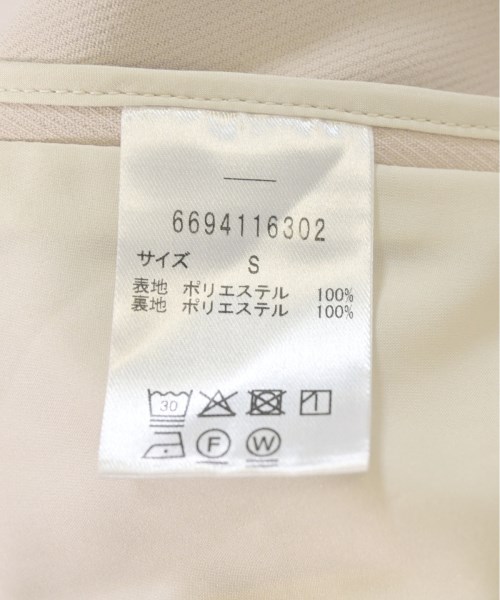 6694116302
サイズ S
表地 ポリエステル 100%
裏地 ポリエステル 100%
30
F W